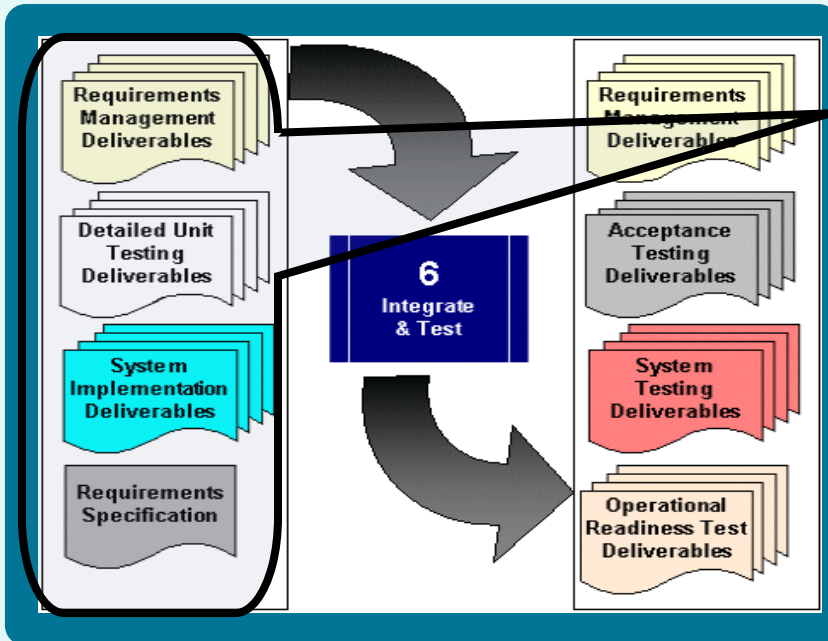 Requirements
Management
Deliverables
Detailed Unit
Testing
Deliverables
System
Implementation
Deliverables
Requirements
Specification
6
Integrate
& Test
Requirements
Management
Deliverables
Acceptance
Testing
Deliverables
System
Testing
Deliverables
Operational
Readiness Test
Deliverables